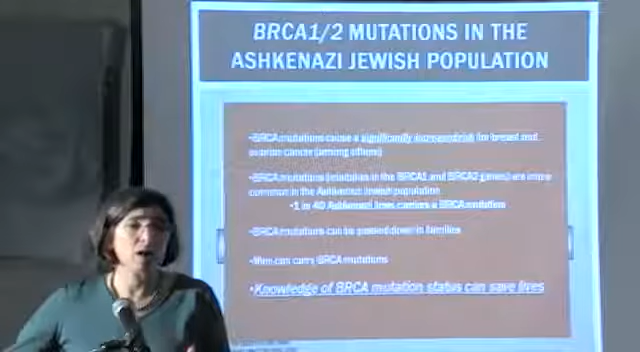 BRCA1/2 MUTATIONS IN THE
ASHKENAZI JEWISH POPULATION
•BRCA mutations cause a significantly increased risk for breast and
ovarian cancer (among others)
•BRCA mutations (mistakes in the BRCA1 and BRCA2 genes) are more
common in the Ashkenazi Jewish population
•1 in 40 Ashkenazi Jews carries a BRCA mutation
•BRCA mutations can be passed down in families
•Men can carry BRCA mutations
•Knowledge of BRCA mutation status can save lives